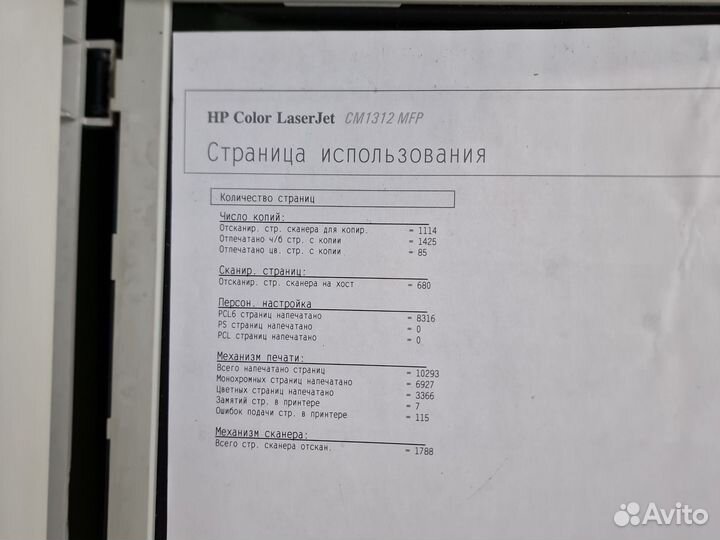 HP Color LaserJet CM1312 MFP
Страница использования
Количество страниц
Число копий:
Отсканир. стр. сканера для копир. = 1114
Отпечатано ч/б стр. с копии = 1425
Отпечатано цв. стр. с копии = 85
Сканир. страниц:
Отсканир. стр. сканера на хост = 680
Персон. настройка
PCL6 страниц напечатано = 8316
PS страниц напечатано = 0
PCL страниц напечатано = 0
Механизм печати:
Всего напечатано страниц = 10293
Монохромных страниц напечатано = 6927
Цветных страниц напечатано = 3366
Замятий стр. в принтере = 7
Ошибок подачи стр. в принтере = 115
Механизм сканера:
Всего стр. сканера отскан. = 1788
Avito